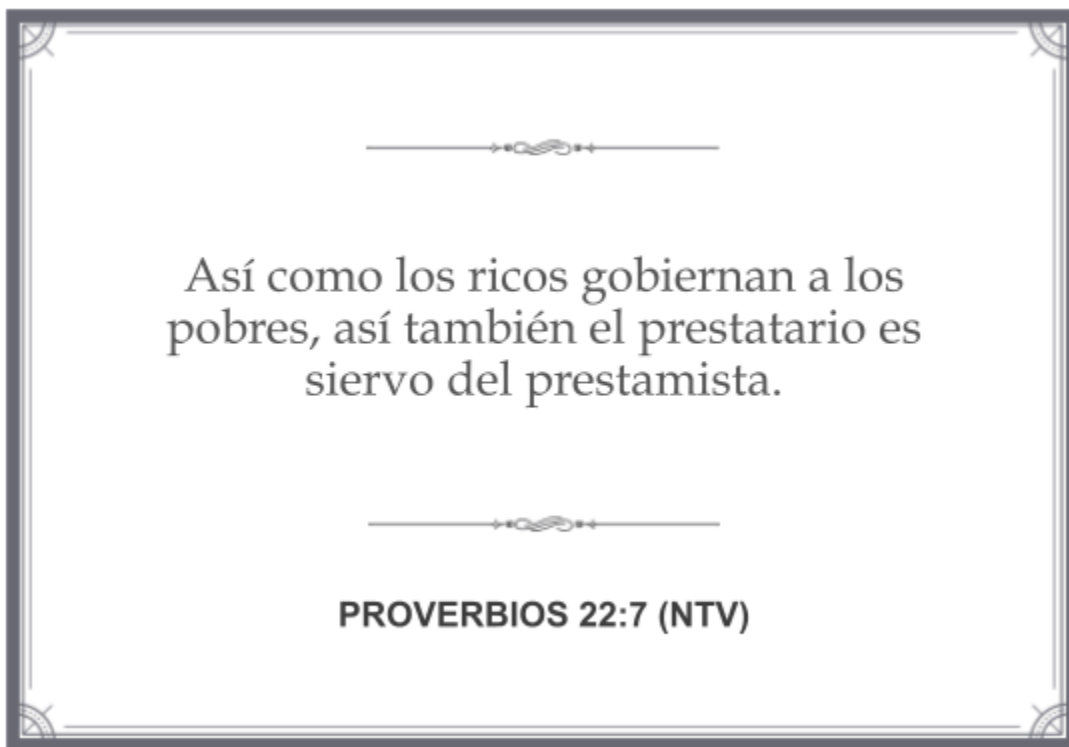 Así como los ricos gobiernan a los
pobres, así también el prestatario es
siervo del prestamista.
PROVERBIOS 22:7 (NTV)